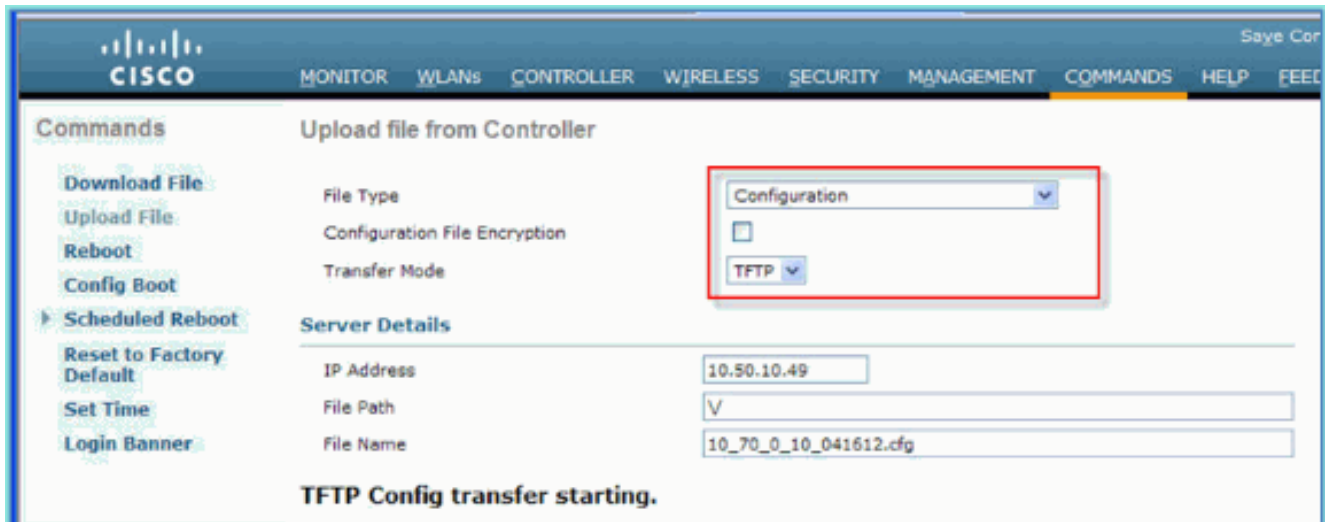 Save Cor
CISCO
MONITOR WLANs CONTROLLER WIRELESS SECURITY MANAGEMENT COMMANDS HELP FEED
Commands
Download File
Upload File
Reboot
Config Boot
Scheduled Reboot
Reset to Factory
Default
Set Time
Login Banner
Upload file from Controller
File Type Configuration
Configuration File Encryption
Transfer Mode TFTP
Server Details
IP Address 10.50.10.49
File Path \/
File Name 10_70_0_10_041612.cfg
TFTP Config transfer starting.